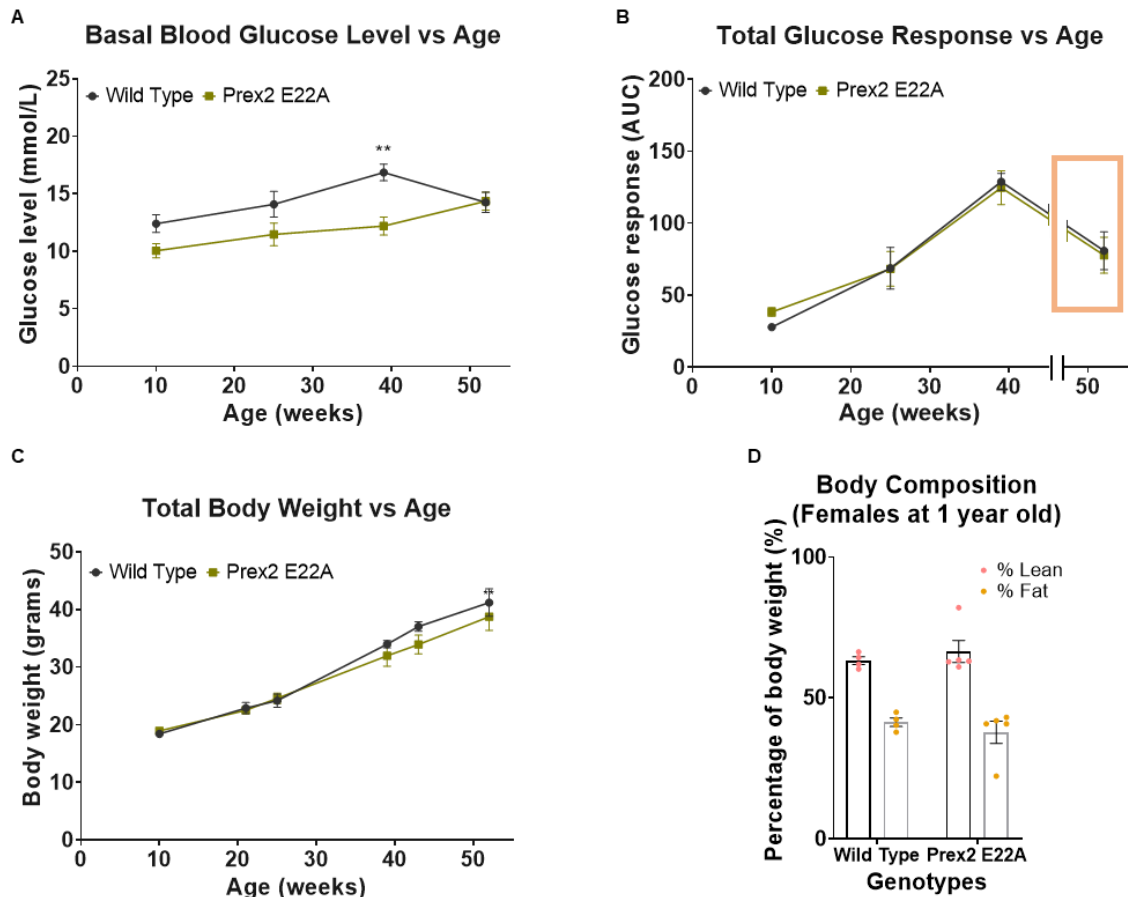 A
Basal Blood Glucose Level vs Age
Glucose level (mmol/L)
25
20
15
10
5
0
Wild Type
Prex2 E22A
**
0
10
20
30
40
50
Age (weeks)
B
Total Glucose Response vs Age
Glucose response (AUC)
200
150
100
50
0
Wild Type
Prex2 E22A
0
10
20
30
40
50
Age (weeks)
C
Total Body Weight vs Age
Body weight (grams)
50
40
30
20
10
0
Wild Type
Prex2 E22A
0
10
20
30
40
50
Age (weeks)
D
Body Composition
(Females at 1 year old)
Percentage of body weight (%)
100
50
0
% Lean
% Fat
Wild Type
Prex2 E22A
Genotypes